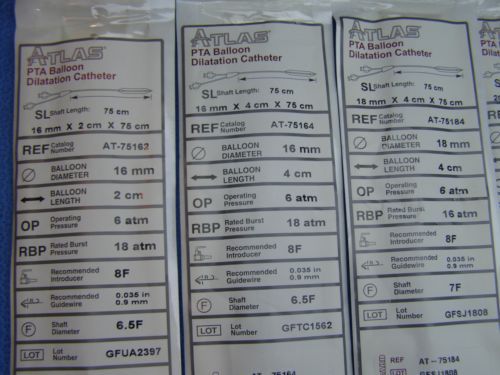 ATLAS®
PTA Balloon
Dilatation Catheter
SL Shaft Length: 75 cm
16 mm X 2 cm X 75 cm
REF Catalog Number AT-75162
BALLOON DIAMETER 16 mm
BALLOON LENGTH 2 cm
OP Operating Pressure 6 atm
RBP Rated Burst Pressure 18 atm
Recommended Introducer 8F
Recommended Guidewire 0.035 in 0.9 mm
F Shaft Diameter 6.5F
LOT Lot Number GFUA2397
ATLAS®
PTA Balloon
Dilatation Catheter
SL Shaft Length: 75 cm
16 mm X 4 cm X 75 cm
REF Catalog Number AT-75164
BALLOON DIAMETER 16 mm
BALLOON LENGTH 4 cm
OP Operating Pressure 6 atm
RBP Rated Burst Pressure 18 atm
Recommended Introducer 8F
Recommended Guidewire 0.035 in 0.9 mm
F Shaft Diameter 6.5F
LOT Lot Number GFTC1562
AT-75164
ATLAS®
PTA Balloon
Dilatation Catheter
SL Shaft Length: 75 cm
18 mm X 4 cm X 75 cm
REF Catalog Number AT-75184
BALLOON DIAMETER 18 mm
BALLOON LENGTH 4 cm
OP Operating Pressure 6 atm
RBP Rated Burst Pressure 16 atm
Recommended Introducer 8F
Recommended Guidewire 0.035 in 0.9 mm
F Shaft Diameter 7F
LOT Lot Number GFSJ1808
REF AT-75184
LOT GFSJ1808